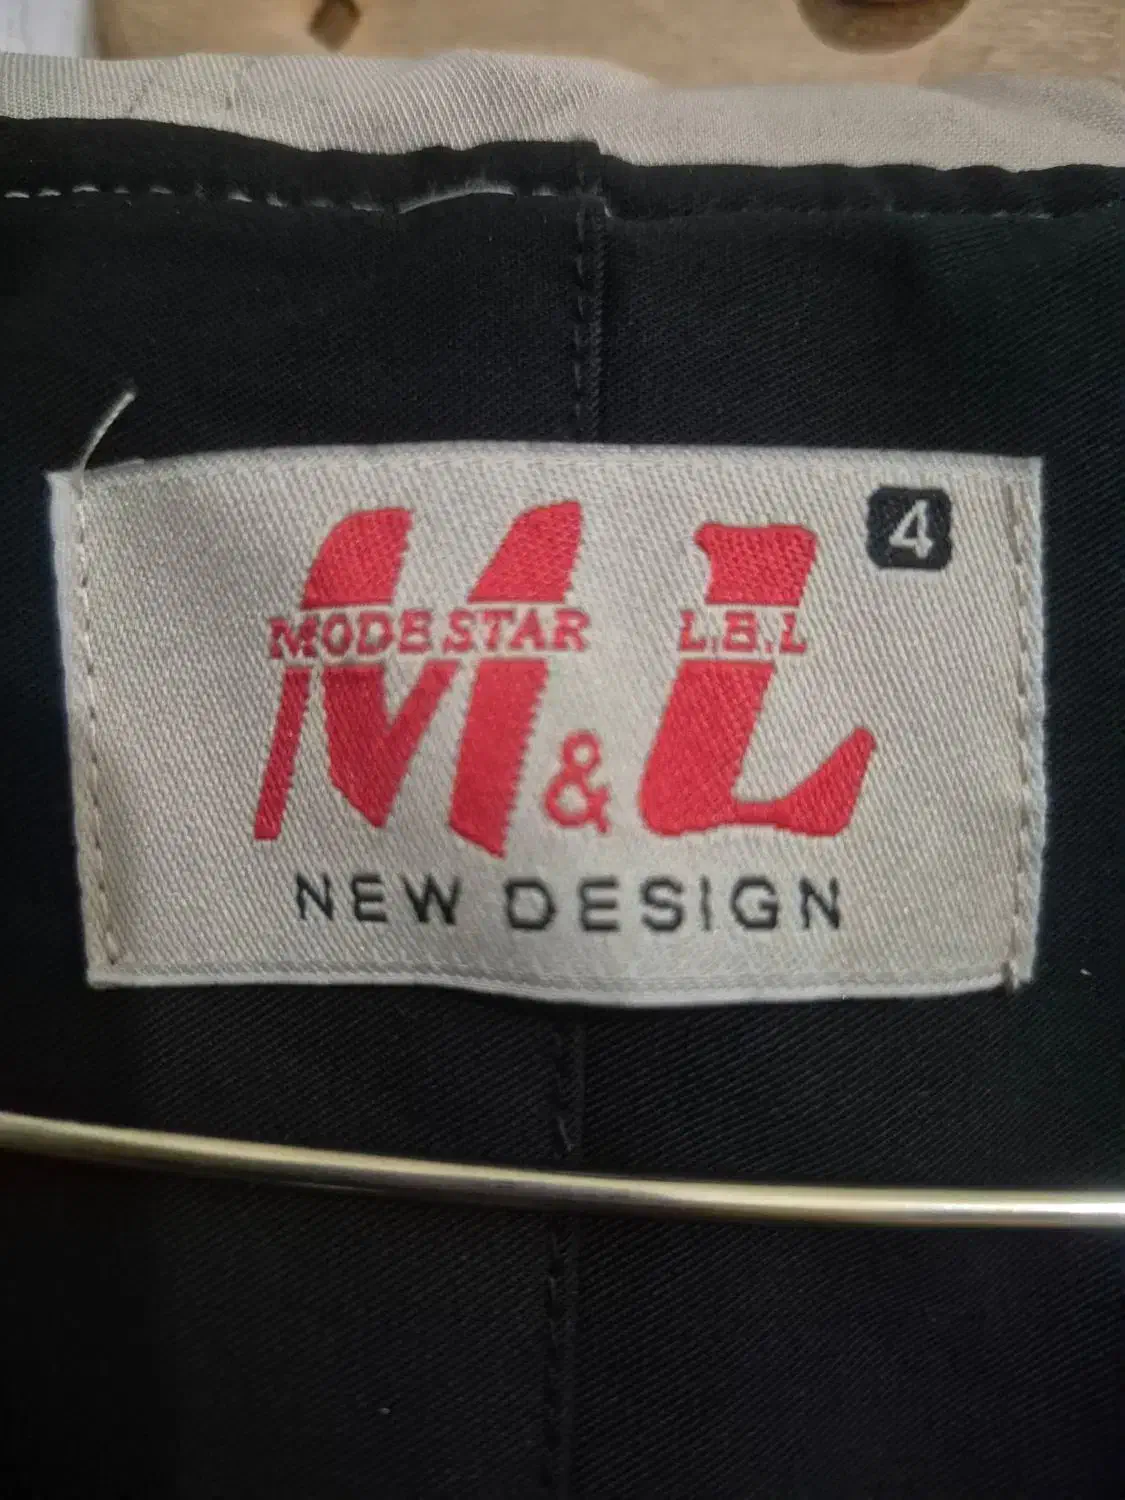 4
MODE STAR L.B.L
M & L
NEW DESIGN